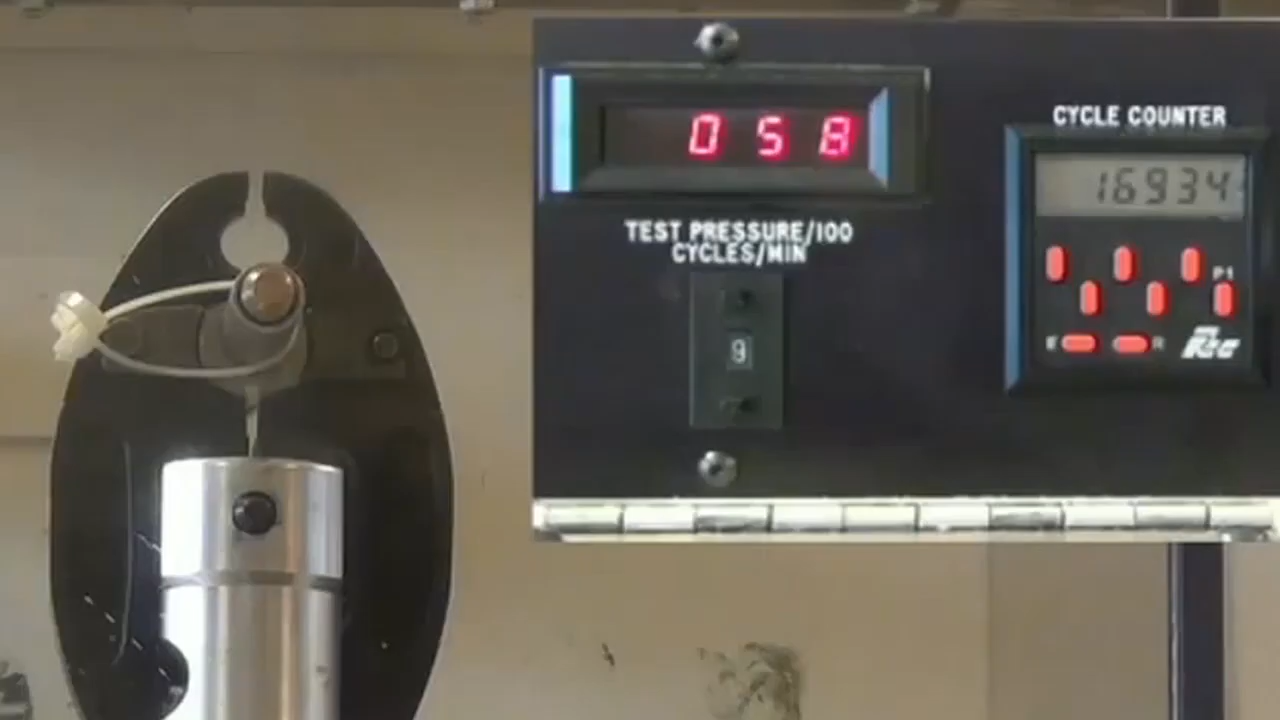 058
TEST PRESSURE/100
CYCLES/MIN
9
CYCLE COUNTER
16934
P1
E R